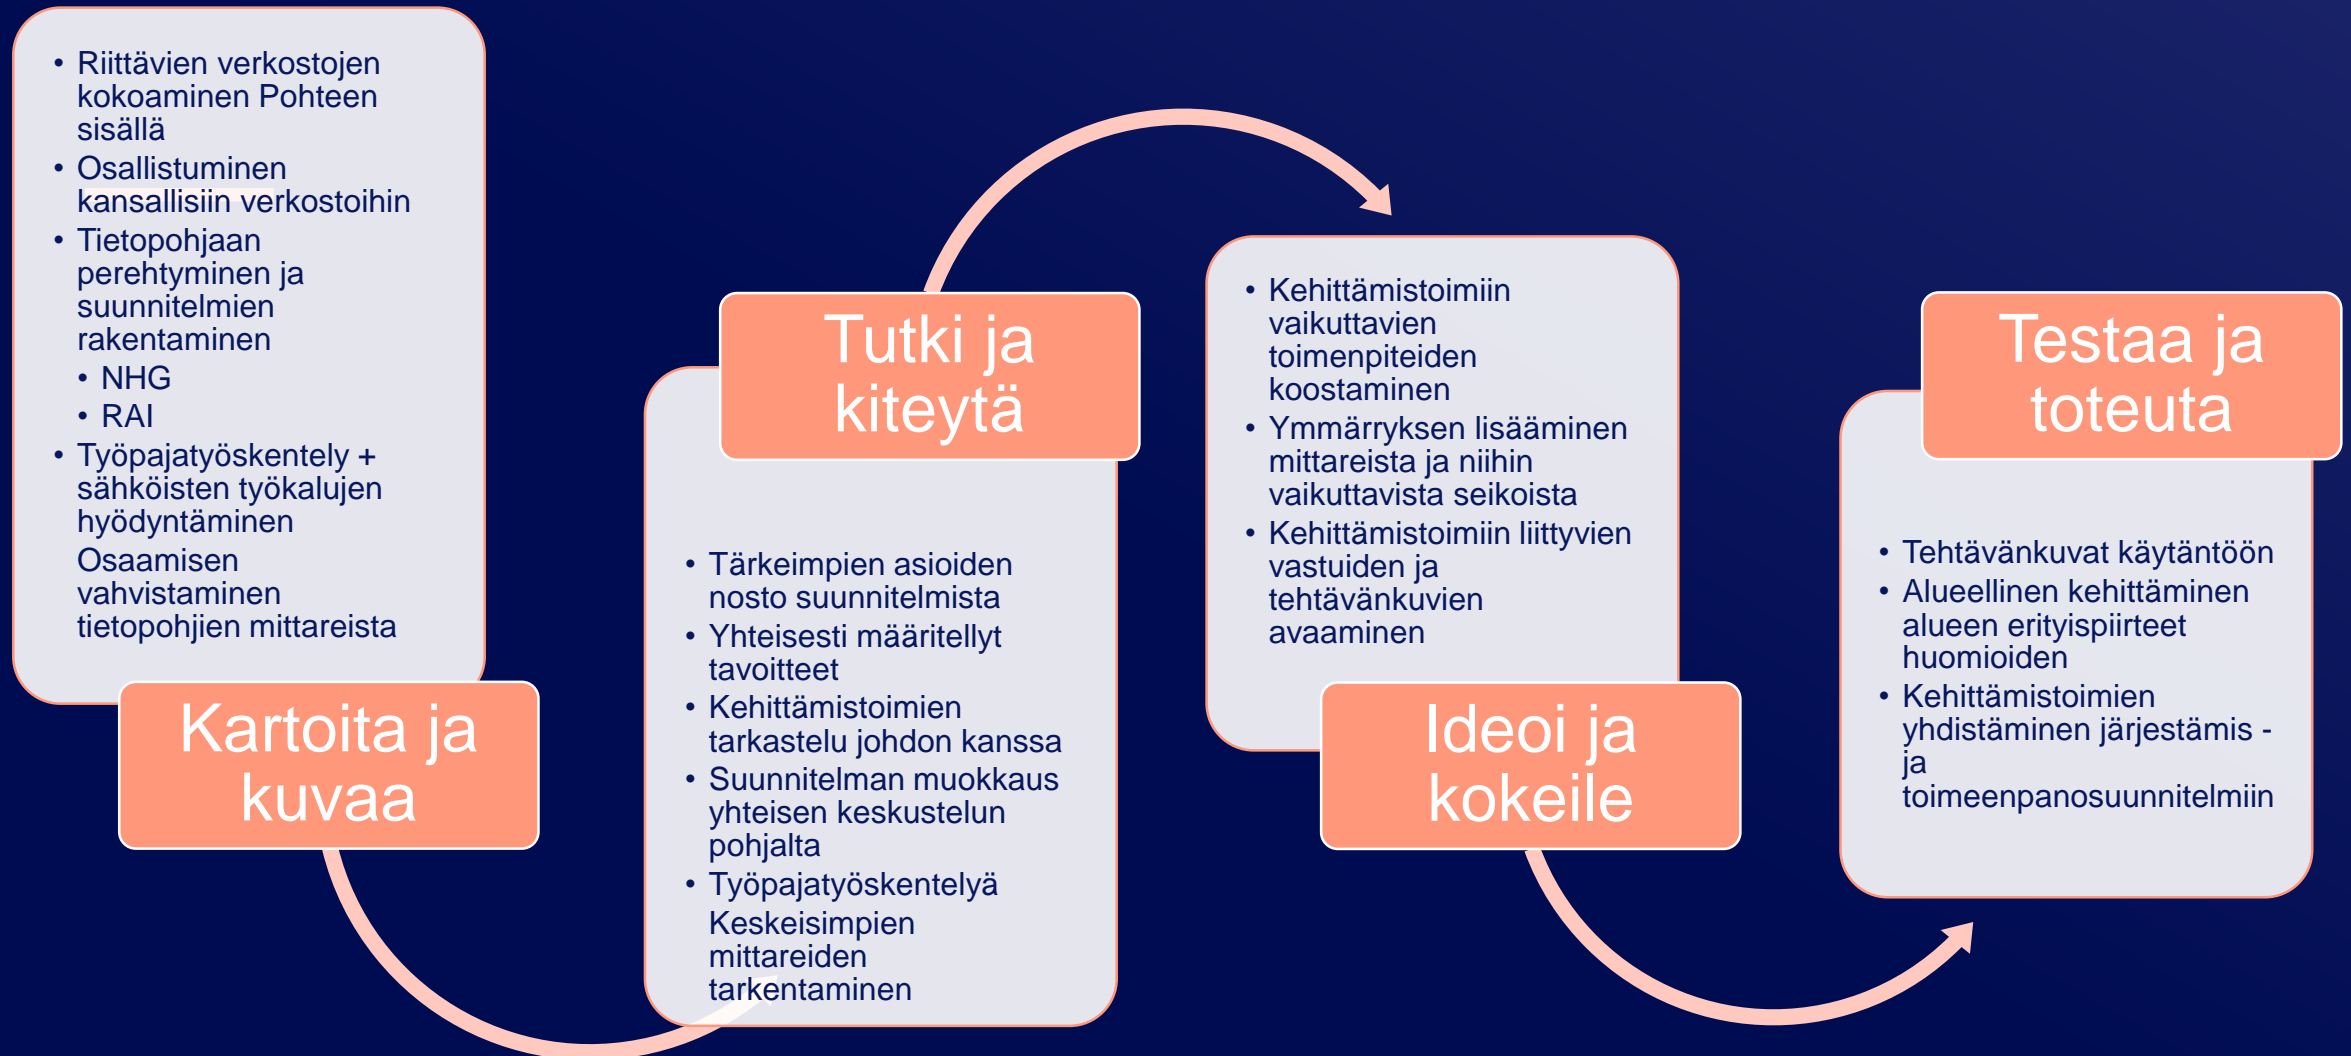 • Riittävien verkostojen
kokoaminen Pohteen
sisällä
• Osallistuminen
kansallisiin verkostoihin
• Tietopohjaan
perehtyminen ja
suunnitelmien
rakentaminen
• NHG
• RAI
• Työpajatyöskentely +
sähköisten työkalujen
hyödyntäminen
Osaamisen
vahvistaminen
tietopohjien mittareista
Kartoita ja
kuvaa
Tutki ja
kiteytä
• Tärkeimpien asioiden
nosto suunnitelmista
• Yhteisesti määritellyt
tavoitteet
• Kehittämistoimien
tarkastelu johdon kanssa
• Suunnitelman muokkaus
yhteisen keskustelun
pohjalta
• Työpajatyöskentelyä
Keskeisimpien
mittareiden
tarkentaminen
• Kehittämistoimiin
vaikuttavien
toimenpiteiden
koostaminen
• Ymmärryksen lisääminen
mittareista ja niihin
vaikuttavista seikoista
• Kehittämistoimiin liittyvien
vastuiden ja
tehtävänkuvien
avaaminen
Ideoi ja
kokeile
Testaa ja
toteuta
• Tehtävänkuvat käytäntöön
• Alueellinen kehittäminen
alueen erityispiirteet
huomioiden
• Kehittämistoimien
yhdistäminen järjestämis -
ja
toimeenpanosuunnitelmiin